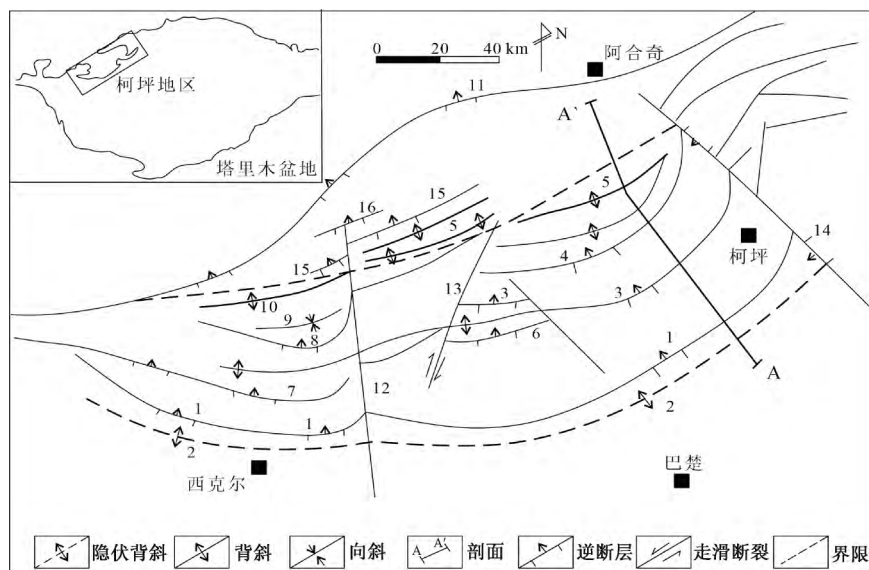 柯坪地区
塔里木盆地
0 20 40 km
N
阿合奇
11
A'
16
15
5
5
柯坪
14
15
4
13
3
3
10
9
8
6
1
7
12
A
1
1
2
2
西克尔
巴楚
隐伏背斜
背斜
向斜
A A'
剖面
逆断层
走滑断裂
界限